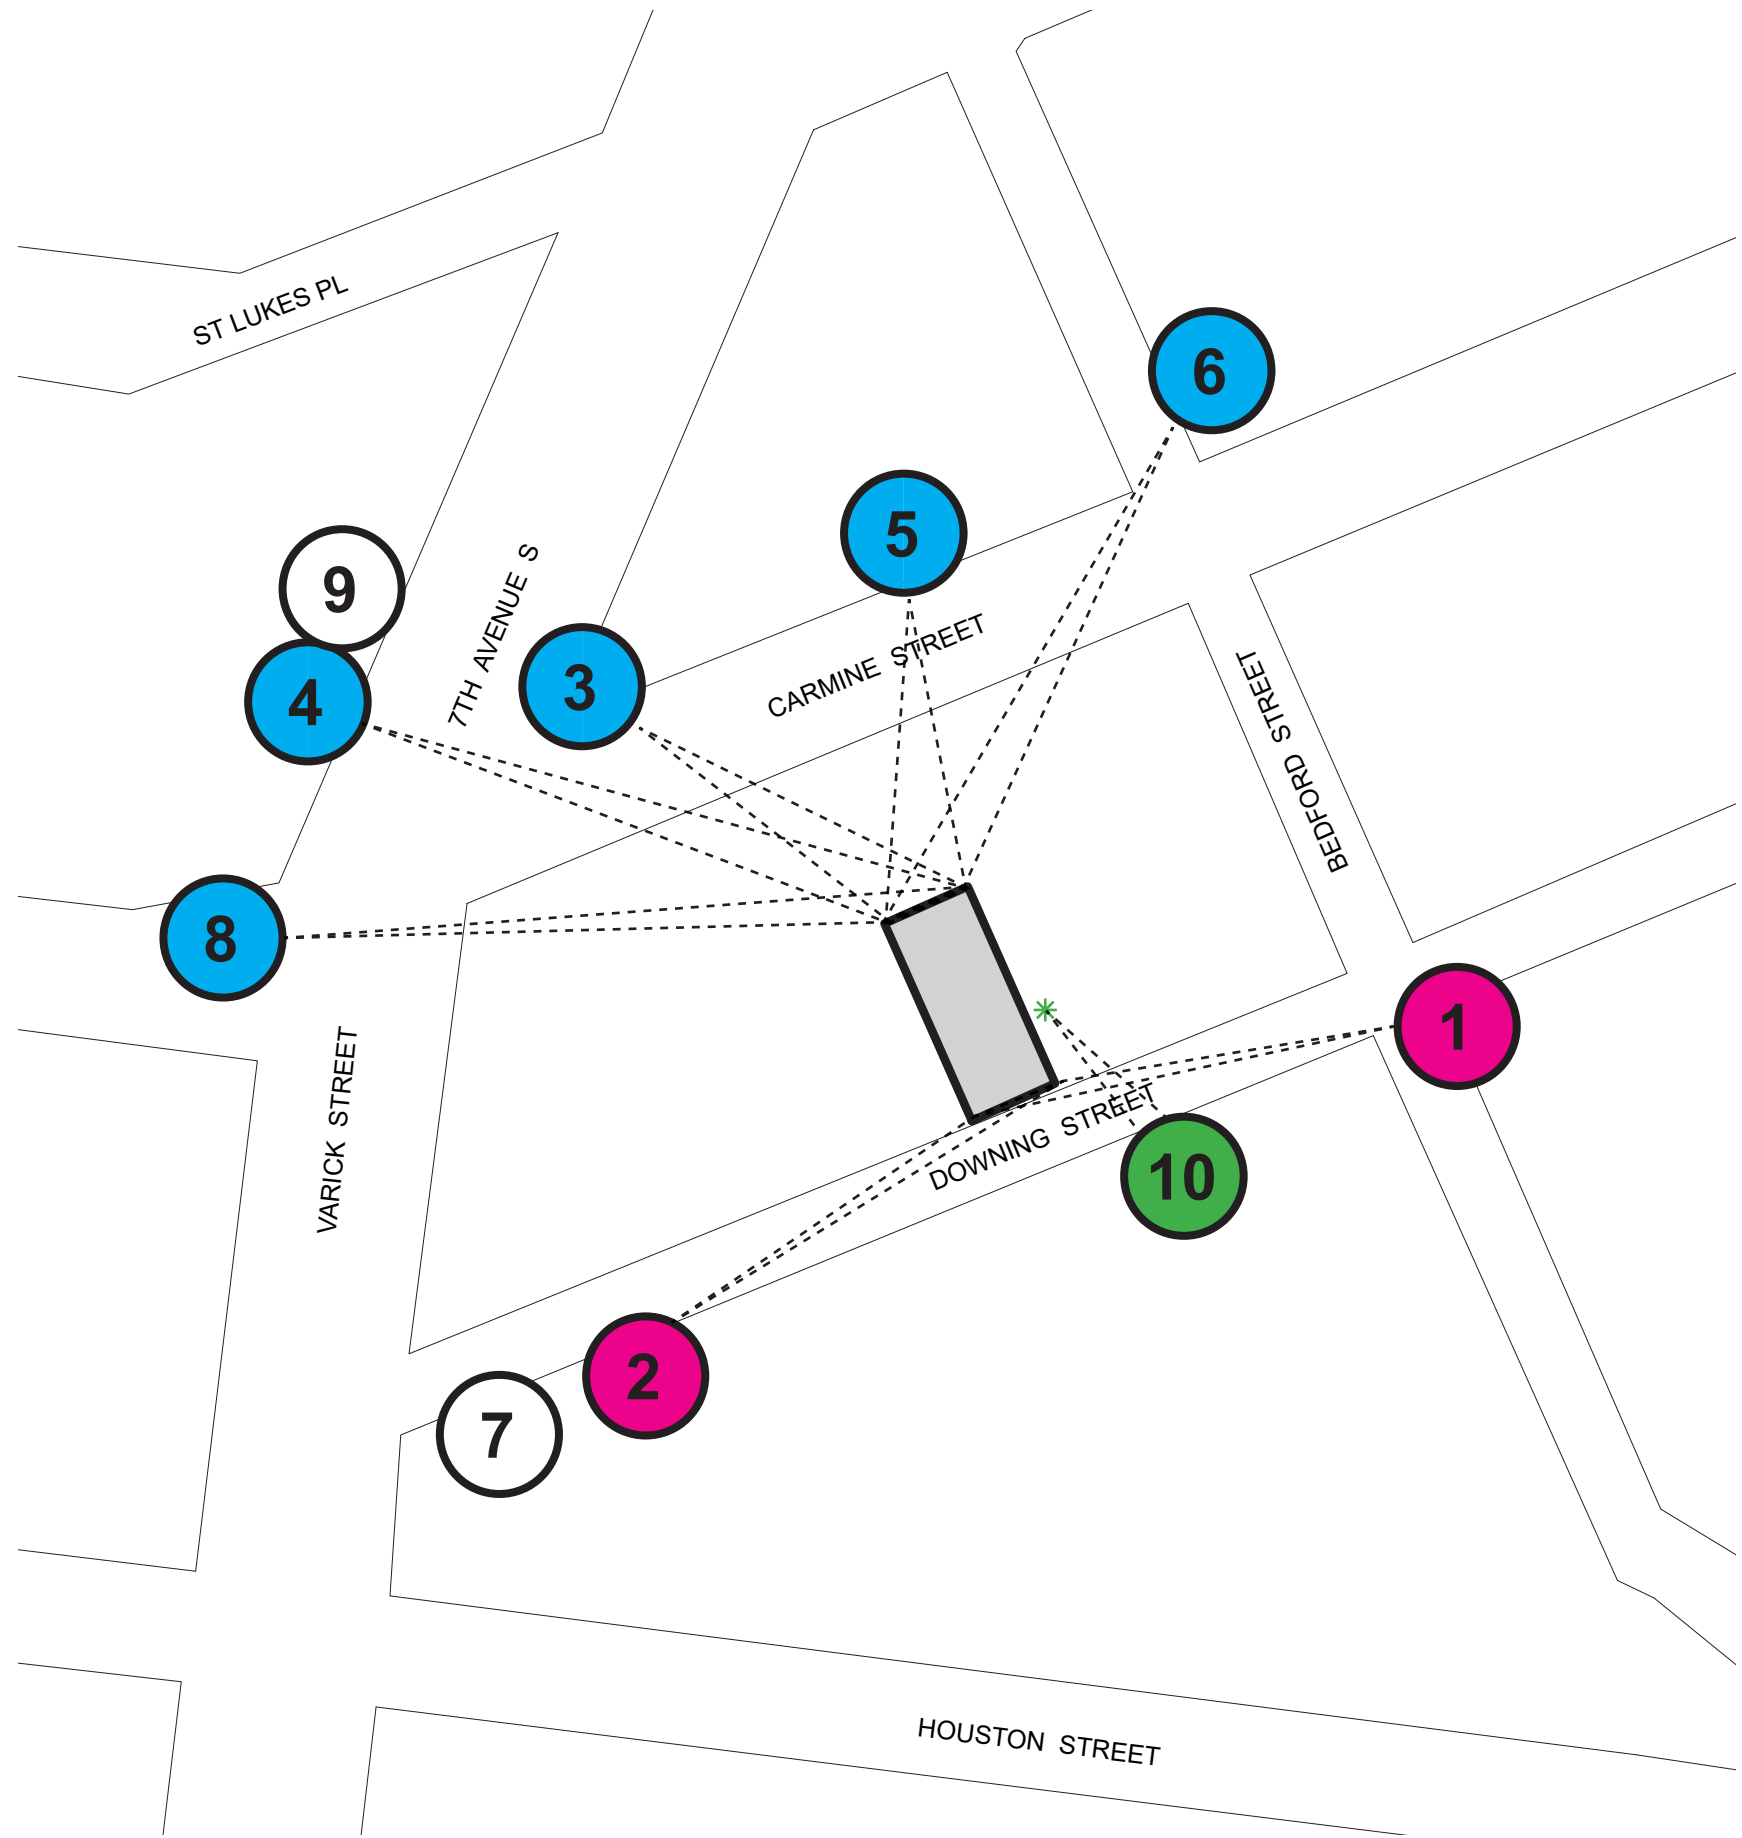 ST LUKES PL
6
5
9
7TH AVENUE S
3
4
CARMINE STREET
BEDFORD STREET
8
1
VARICK STREET
DOWNING STREET
10
2
7
HOUSTON STREET